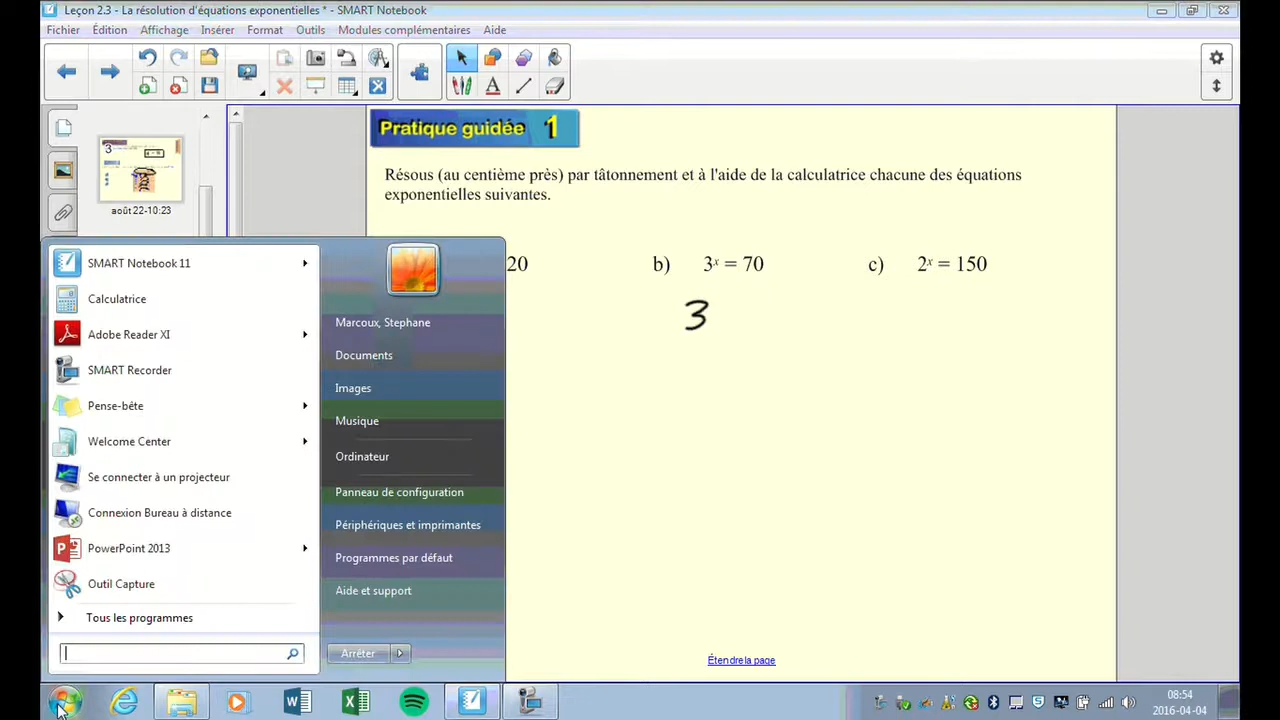 Leçon 2.3 - La résolution d'équations exponentielles * - SMART Notebook
Fichier Édition Affichage Insérer Format Outils Modules complémentaires Aide
Pratique guidée 1
Résous (au centième près) par tâtonnement et à l'aide de la calculatrice chacune des équations
exponentielles suivantes.
août 22-10:23
20
b) 3ˣ = 70
c) 2ˣ = 150
3
SMART Notebook 11
Calculatrice
Adobe Reader XI
SMART Recorder
Pense-bête
Welcome Center
Se connecter à un projecteur
Connexion Bureau à distance
PowerPoint 2013
Outil Capture
Tous les programmes
Marcoux, Stephane
Documents
Images
Musique
Ordinateur
Panneau de configuration
Périphériques et imprimantes
Programmes par défaut
Aide et support
Arrêter
Étendre la page
08:54
2016-04-04